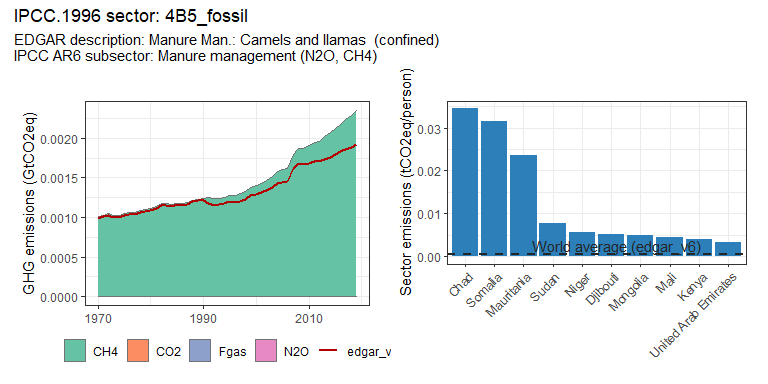 IPCC.1996 sector: 4B5_fossil
EDGAR description: Manure Man.: Camels and llamas  (confined)
IPCC AR6 subsector: Manure management (N2O, CH4)
GHG emissions (GtCO2eq)
0.0020
0.0015
0.0010
0.0005
0.0000
1970
1990
2010
CH4
CO2
Fgas
N2O
edgar_v
Sector emissions (tCO2eq/person)
0.03
0.02
0.01
0.00
World average (edgar_v6)
Chad
Somalia
Mauritania
Sudan
Niger
Djibouti
Mongolia
Mali
Kenya
United Arab Emirates